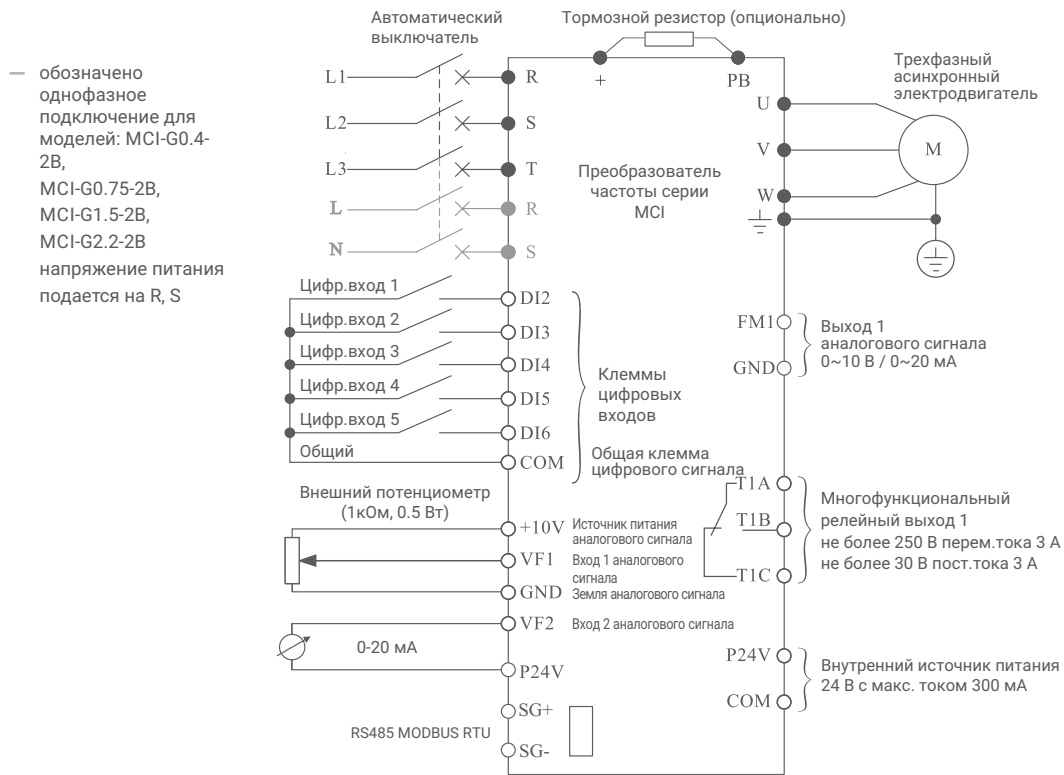 Автоматический
выключатель
Тормозной резистор (опционально)
— обозначено
однофазное
подключение для
моделей: MCI-G0.4-
2B,
MCI-G0.75-2B,
MCI-G1.5-2B,
MCI-G2.2-2B
напряжение питания
подается на R, S
L1
R
L2
S
L3
T
L
R
N
S
+
PB
Трехфазный
асинхронный
электродвигатель
U
V
W
M
Преобразователь
частоты серии
MCI
Цифр.вход 1
DI2
Цифр.вход 2
DI3
Цифр.вход 3
DI4
Цифр.вход 4
DI5
Цифр.вход 5
DI6
Общий
COM
Клеммы
цифровых
входов
Общая клемма
цифрового сигнала
FM1
GND
Выход 1
аналогового сигнала
0~10 В / 0~20 мА
Внешний потенциометр
(1кОм, 0.5 Вт)
+10V
Источник питания
аналогового сигнала
VF1
Вход 1 аналогового
сигнала
GND
Земля аналогового сигнала
VF2
Вход 2 аналогового сигнала
0-20 мА
P24V
T1A
T1B
T1C
Многофункциональный
релейный выход 1
не более 250 В перем.тока 3 А
не более 30 В пост.тока 3 А
P24V
COM
Внутренний источник питания
24 В с макс. током 300 мА
RS485 MODBUS RTU
SG+
SG-